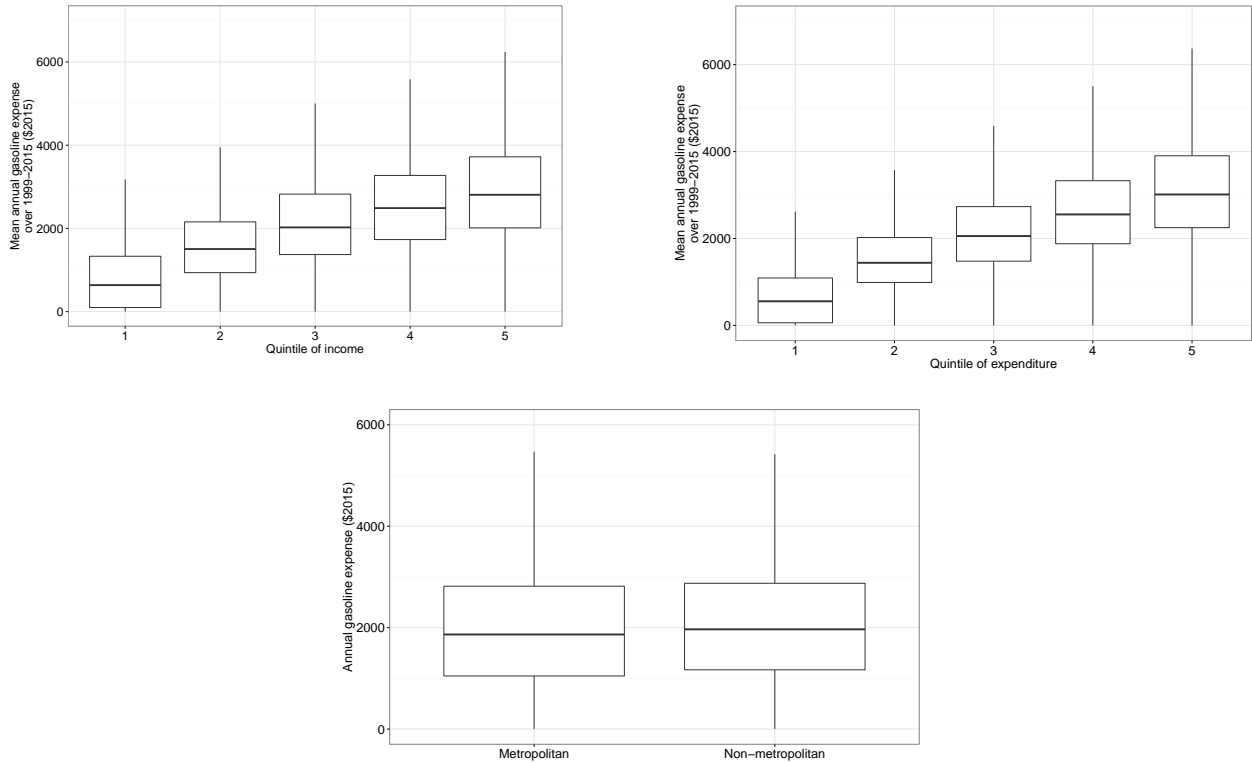 Mean annual gasoline expense
over 1999−2015 ($2015)
6000
4000
2000
0
1 2 3 4 5
Quintile of income
Mean annual gasoline expense
over 1999−2015 ($2015)
6000
4000
2000
0
1 2 3 4 5
Quintile of expenditure
Annual gasoline expense ($2015)
6000
4000
2000
0
Metropolitan Non−metropolitan